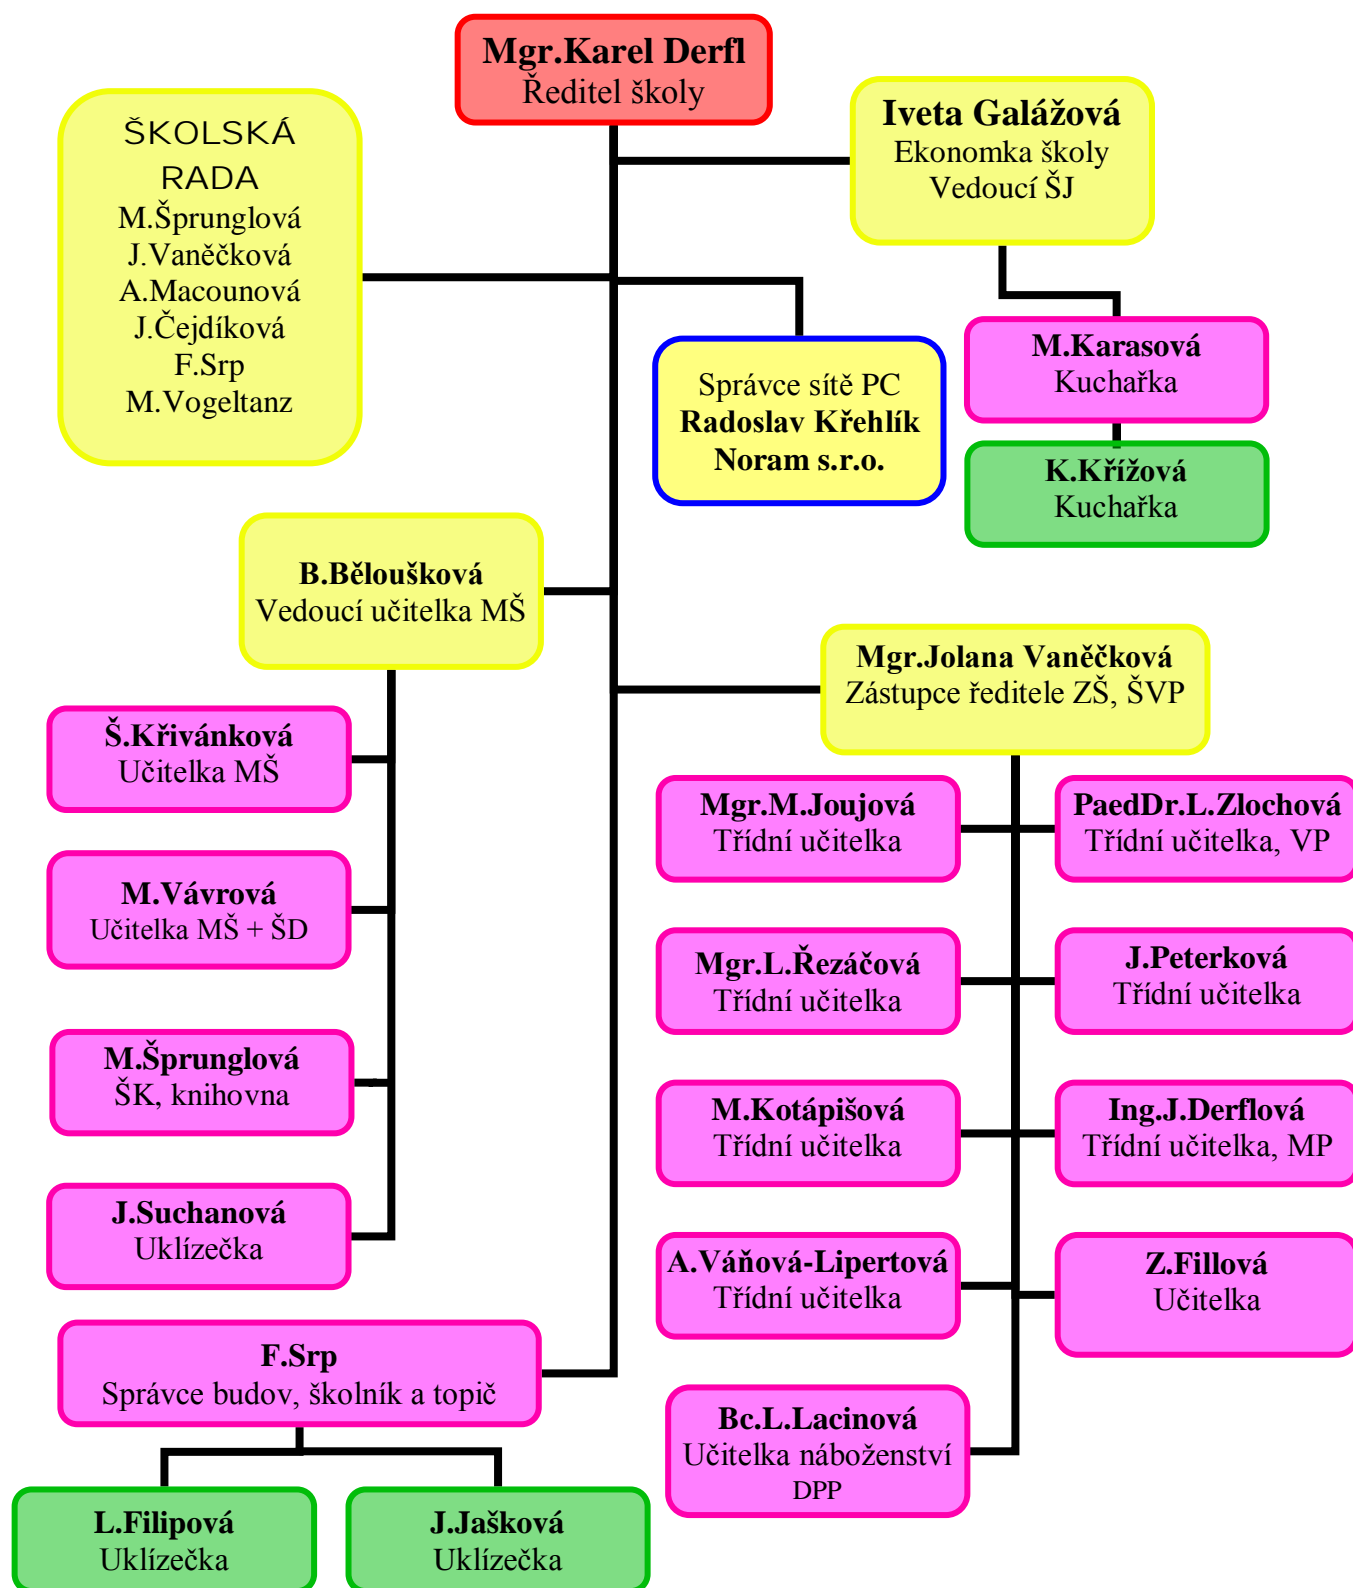 Mgr.Karel Derfl
Ředitel školy
ŠKOLSKÁ
RADA
M.Šprunglová
J.Vaněčková
A.Macounová
J.Čejdíková
F.Srp
M.Vogeltanz
Iveta Galážová
Ekonomka školy
Vedoucí ŠJ
Správce sítě PC
Radoslav Křehlík
Noram s.r.o.
M.Karasová
Kuchařka
K.Křížová
Kuchařka
B.Běloušková
Vedoucí učitelka MŠ
Mgr.Jolana Vaněčková
Zástupce ředitele ZŠ, ŠVP
Š.Křivánková
Učitelka MŠ
M.Vávrová
Učitelka MŠ + ŠD
M.Šprunglová
ŠK, knihovna
J.Suchanová
Uklízečka
Mgr.M.Joujová
Třídní učitelka
PaedDr.L.Zlochová
Třídní učitelka, VP
Mgr.L.Řezáčová
Třídní učitelka
J.Peterková
Třídní učitelka
M.Kotápišová
Třídní učitelka
Ing.J.Derflová
Třídní učitelka, MP
A.Váňová-Lipertová
Třídní učitelka
Z.Fillová
Učitelka
F.Srp
Správce budov, školník a topič
Bc.L.Lacinová
Učitelka náboženství
DPP
L.Filipová
Uklízečka
J.Jašková
Uklízečka